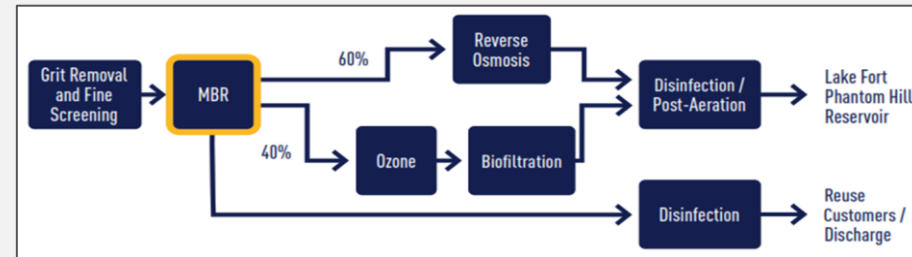 Grit Removal
and Fine
Screening
MBR
60%
Reverse
Osmosis
40%
Ozone
Biofiltration
Disinfection /
Post-Aeration
Lake Fort
Phantom Hill
Reservoir
Disinfection
Reuse
Customers /
Discharge